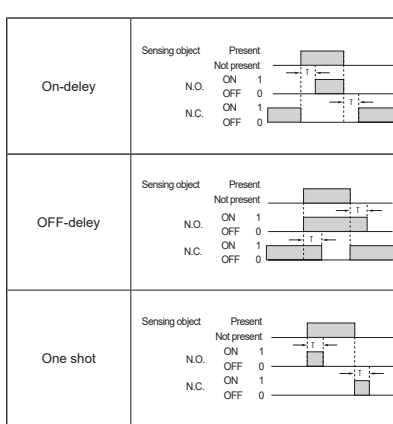 On-deley
Sensing object Present
Not present
T
N.O. ON 1
OFF 0
T
N.C. ON 1
OFF 0
OFF-deley
Sensing object Present
Not present
T
N.O. ON 1
OFF 0
T
N.C. ON 1
OFF 0
One shot
Sensing object Present
Not present
T
N.O. ON 1
OFF 0
T
N.C. ON 1
OFF 0